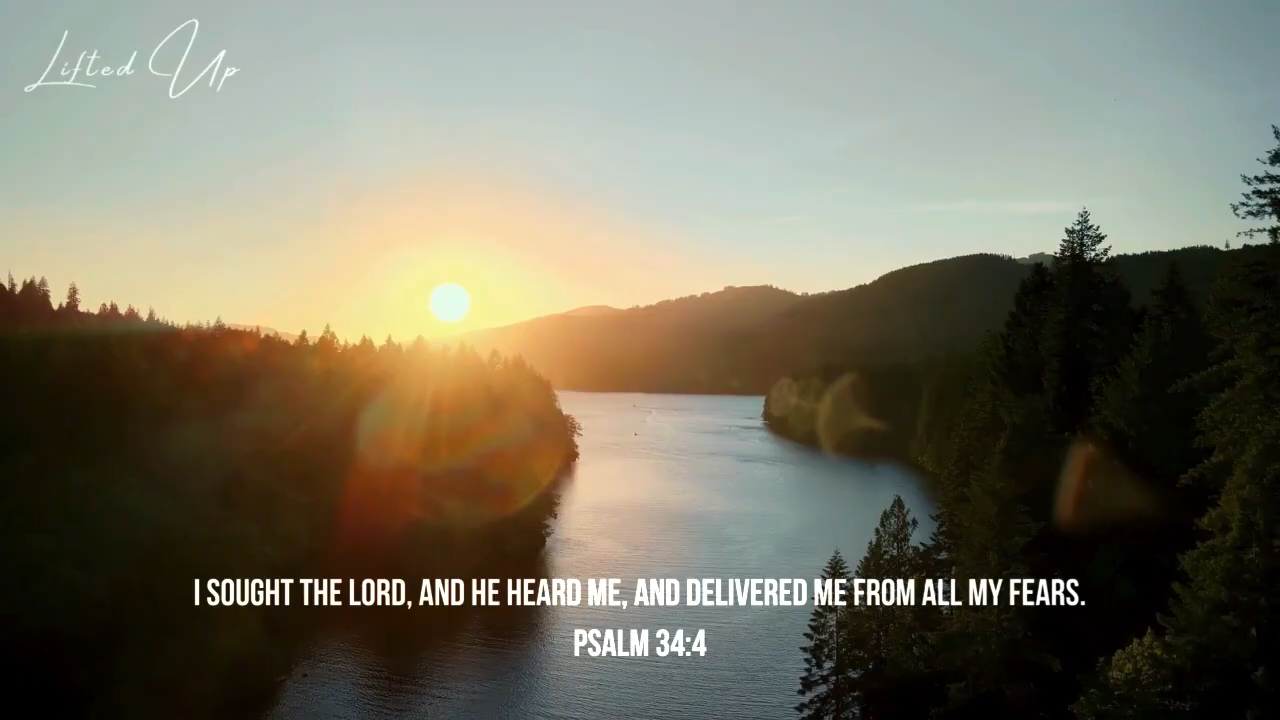 Lifted Up
I SOUGHT THE LORD, AND HE HEARD ME, AND DELIVERED ME FROM ALL MY FEARS.
PSALM 34:4